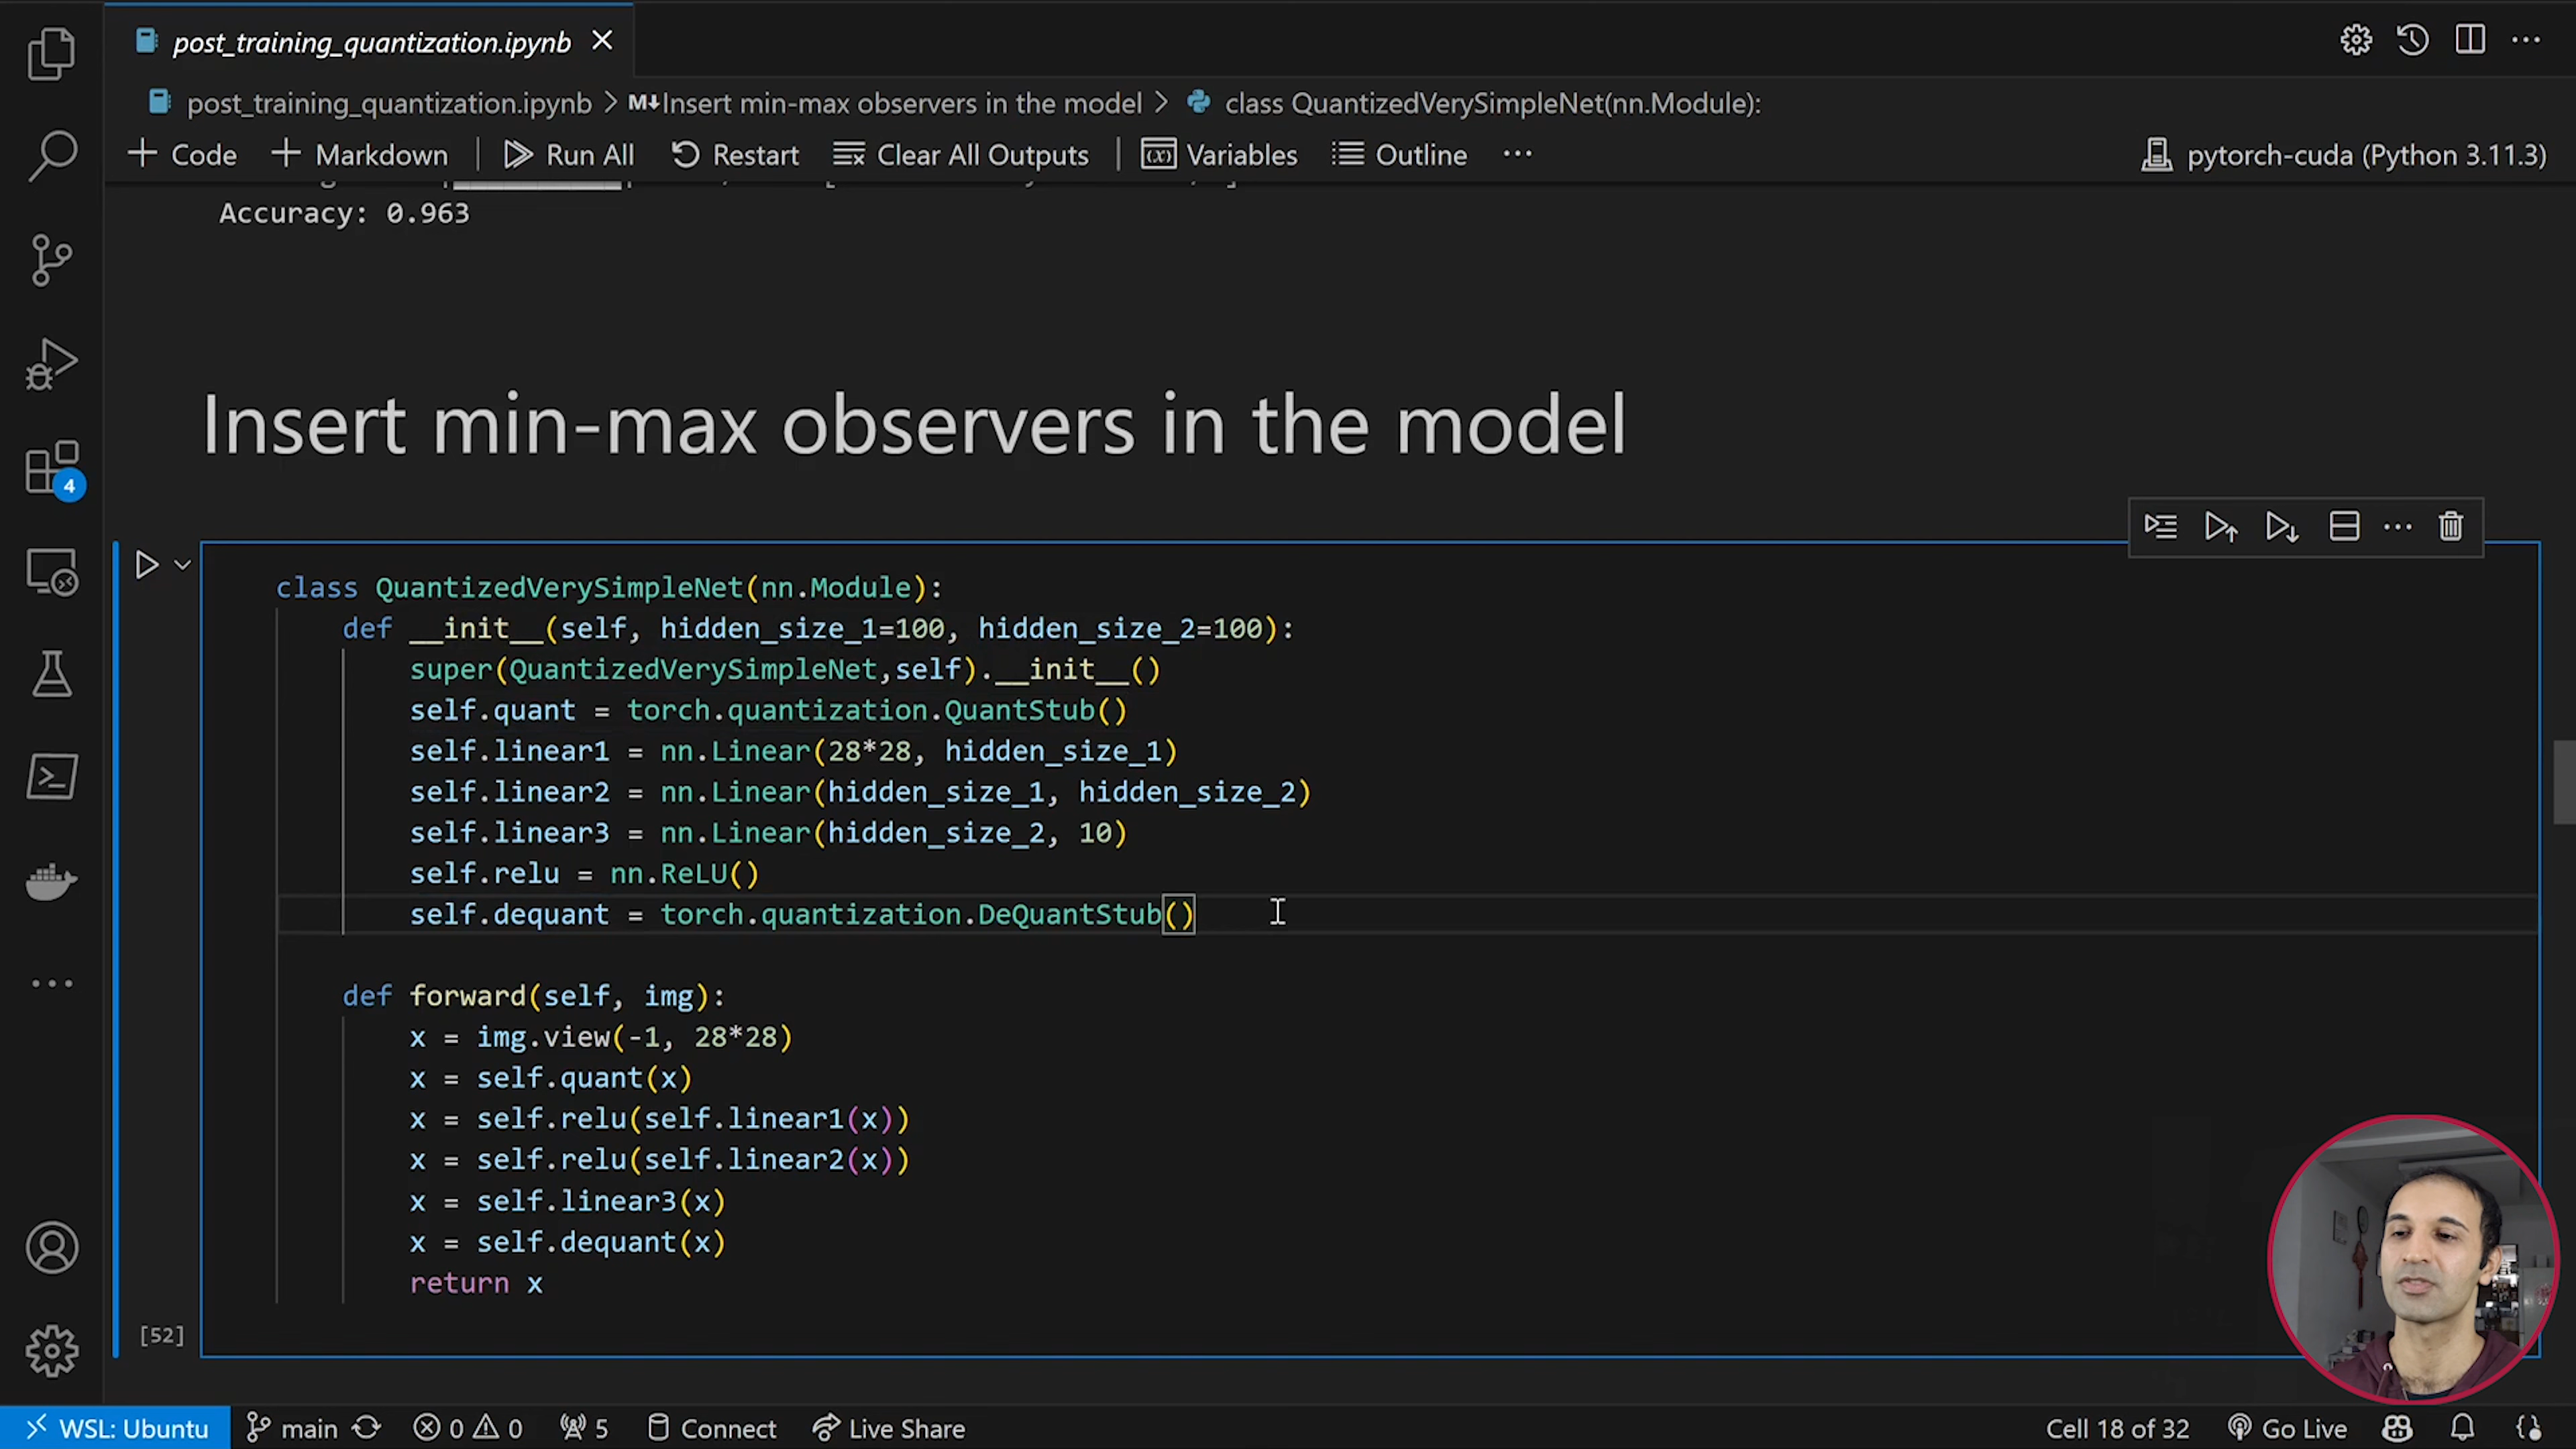 post_training_quantization.ipynb
post_training_quantization.ipynb > M↓Insert min-max observers in the model > class QuantizedVerySimpleNet(nn.Module):
+ Code + Markdown | Run All Restart Clear All Outputs | Variables Outline ··· pytorch-cuda (Python 3.11.3)
Accuracy: 0.963
Insert min-max observers in the model
4
class QuantizedVerySimpleNet(nn.Module):
def __init__(self, hidden_size_1=100, hidden_size_2=100):
super(QuantizedVerySimpleNet,self).__init__()
self.quant = torch.quantization.QuantStub()
self.linear1 = nn.Linear(28*28, hidden_size_1)
self.linear2 = nn.Linear(hidden_size_1, hidden_size_2)
self.linear3 = nn.Linear(hidden_size_2, 10)
self.relu = nn.ReLU()
self.dequant = torch.quantization.DeQuantStub()
def forward(self, img):
x = img.view(-1, 28*28)
x = self.quant(x)
x = self.relu(self.linear1(x))
x = self.relu(self.linear2(x))
x = self.linear3(x)
x = self.dequant(x)
return x
[52]
WSL: Ubuntu main 0 0 5 Connect Live Share Cell 18 of 32 Go Live